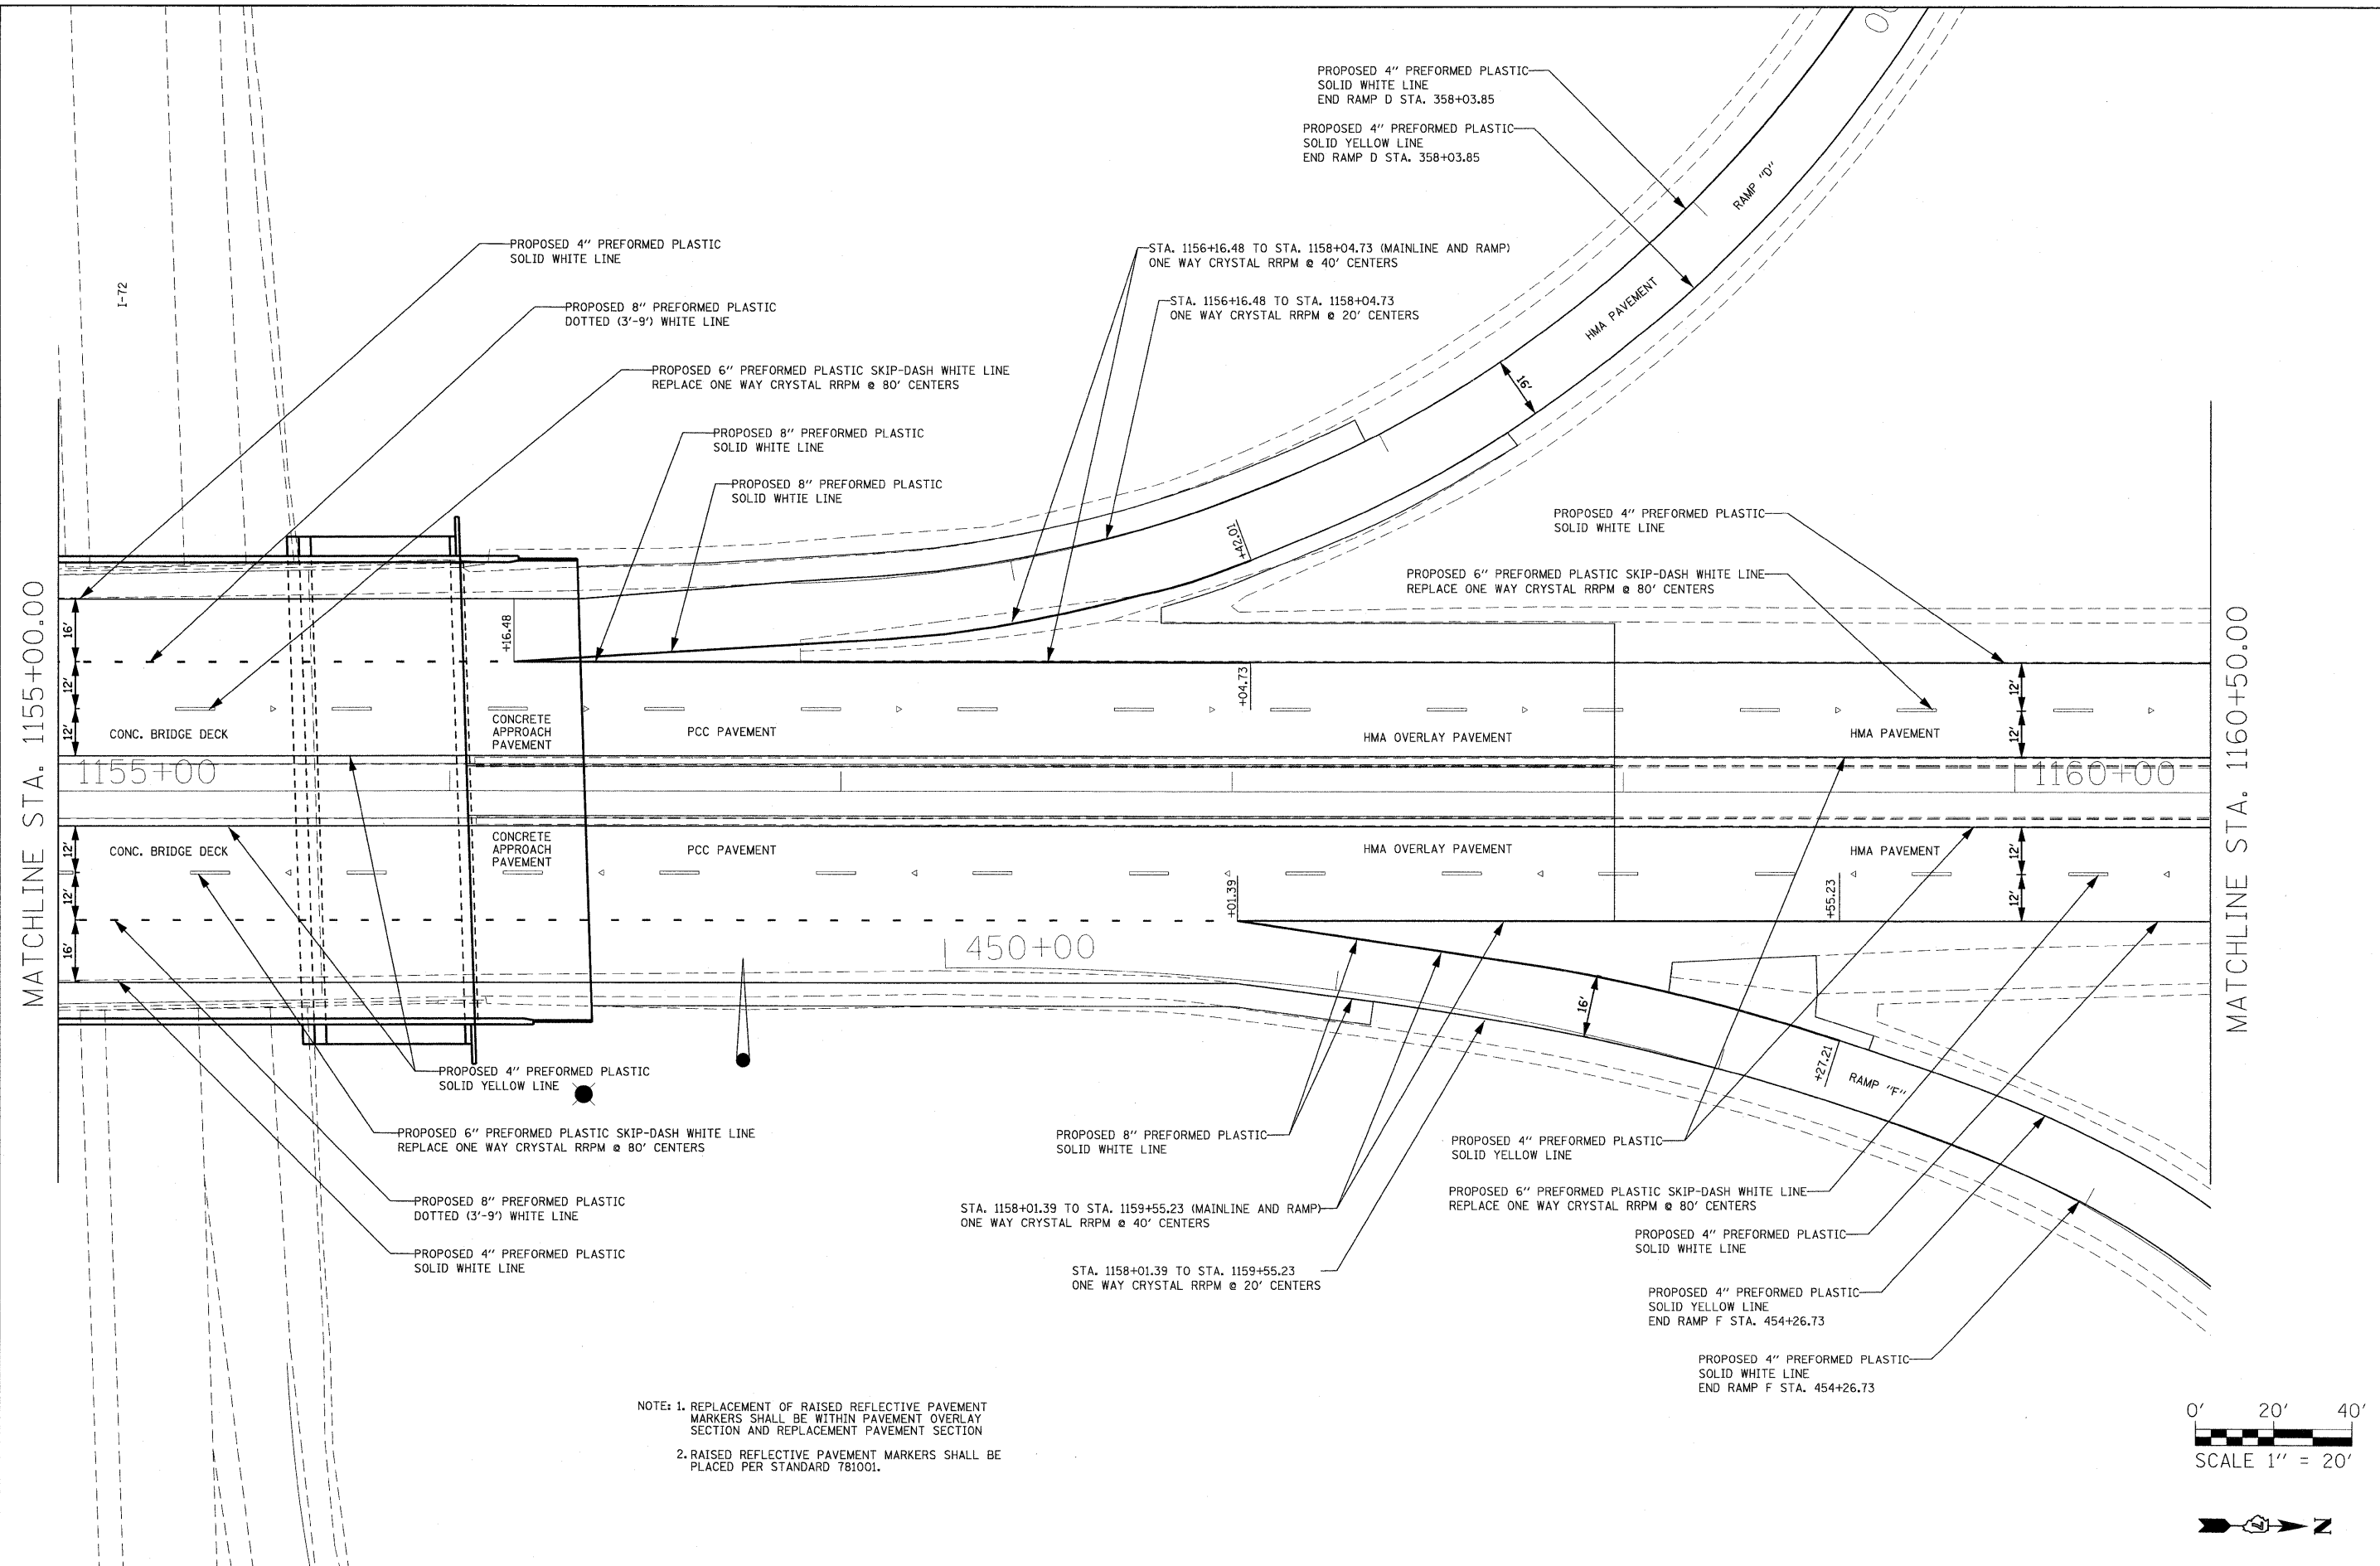 PROPOSED 4" PREFORMED PLASTIC
SOLID WHITE LINE
END RAMP D STA. 358+03.85
PROPOSED 4" PREFORMED PLASTIC
SOLID YELLOW LINE
END RAMP D STA. 358+03.85
RAMP "D"
HMA PAVEMENT
16'
I-72
PROPOSED 4" PREFORMED PLASTIC
SOLID WHITE LINE
PROPOSED 8" PREFORMED PLASTIC
DOTTED (3'-9') WHITE LINE
PROPOSED 6" PREFORMED PLASTIC SKIP-DASH WHITE LINE
REPLACE ONE WAY CRYSTAL RRPM @ 80' CENTERS
PROPOSED 8" PREFORMED PLASTIC
SOLID WHITE LINE
PROPOSED 8" PREFORMED PLASTIC
SOLID WHTIE LINE
STA. 1156+16.48 TO STA. 1158+04.73 (MAINLINE AND RAMP)
ONE WAY CRYSTAL RRPM @ 40' CENTERS
STA. 1156+16.48 TO STA. 1158+04.73
ONE WAY CRYSTAL RRPM @ 20' CENTERS
PROPOSED 4" PREFORMED PLASTIC
SOLID WHITE LINE
PROPOSED 6" PREFORMED PLASTIC SKIP-DASH WHITE LINE
REPLACE ONE WAY CRYSTAL RRPM @ 80' CENTERS
MATCHLINE STA. 1155+00.00
MATCHLINE STA. 1160+50.00
16'
12'
12'
+16.48
+42.01
+04.73
12'
12'
CONC. BRIDGE DECK
CONCRETE
APPROACH
PAVEMENT
PCC PAVEMENT
HMA OVERLAY PAVEMENT
HMA PAVEMENT
1155+00
1160+00
12'
12'
16'
CONC. BRIDGE DECK
CONCRETE
APPROACH
PAVEMENT
PCC PAVEMENT
HMA OVERLAY PAVEMENT
HMA PAVEMENT
12'
12'
+01.39
+55.23
450+00
16'
+27.21
RAMP "F"
PROPOSED 4" PREFORMED PLASTIC
SOLID YELLOW LINE
PROPOSED 6" PREFORMED PLASTIC SKIP-DASH WHITE LINE
REPLACE ONE WAY CRYSTAL RRPM @ 80' CENTERS
PROPOSED 8" PREFORMED PLASTIC
DOTTED (3'-9') WHITE LINE
PROPOSED 4" PREFORMED PLASTIC
SOLID WHITE LINE
PROPOSED 8" PREFORMED PLASTIC
SOLID WHITE LINE
STA. 1158+01.39 TO STA. 1159+55.23 (MAINLINE AND RAMP)
ONE WAY CRYSTAL RRPM @ 40' CENTERS
STA. 1158+01.39 TO STA. 1159+55.23
ONE WAY CRYSTAL RRPM @ 20' CENTERS
PROPOSED 4" PREFORMED PLASTIC
SOLID YELLOW LINE
PROPOSED 6" PREFORMED PLASTIC SKIP-DASH WHITE LINE
REPLACE ONE WAY CRYSTAL RRPM @ 80' CENTERS
PROPOSED 4" PREFORMED PLASTIC
SOLID WHITE LINE
PROPOSED 4" PREFORMED PLASTIC
SOLID YELLOW LINE
END RAMP F STA. 454+26.73
PROPOSED 4" PREFORMED PLASTIC
SOLID WHITE LINE
END RAMP F STA. 454+26.73
NOTE: 1. REPLACEMENT OF RAISED REFLECTIVE PAVEMENT
MARKERS SHALL BE WITHIN PAVEMENT OVERLAY
SECTION AND REPLACEMENT PAVEMENT SECTION
2. RAISED REFLECTIVE PAVEMENT MARKERS SHALL BE
PLACED PER STANDARD 781001.
0' 20' 40'
SCALE 1" = 20'
N